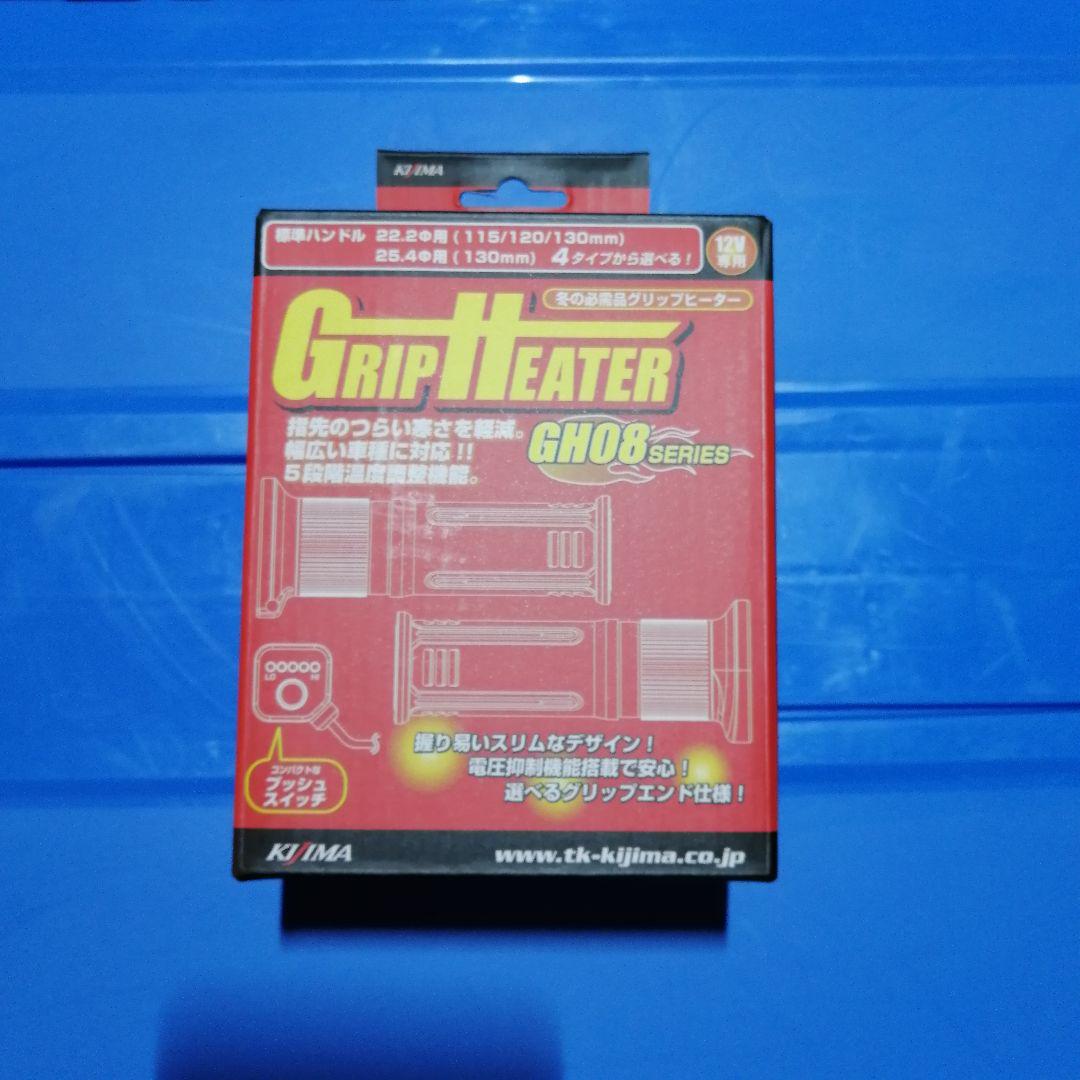 KIJIMA
標準ハンドル 22.2Φ用 ( 115/120/130mm)
25.4Φ用 ( 130mm) 4タイプから選べる!
12V
専用
冬の必需品グリップヒーター
GRIP HEATER
指先のつらい寒さを軽減。
幅広い車種に対応!!
5段階温度調整機能。
GH08 SERIES
LO HI
コンパクトな
プッシュ
スイッチ
握り易いスリムなデザイン!
電圧抑制機能搭載で安心!
選べるグリップエンド仕様!
KIJIMA
www.tk-kijima.co.jp